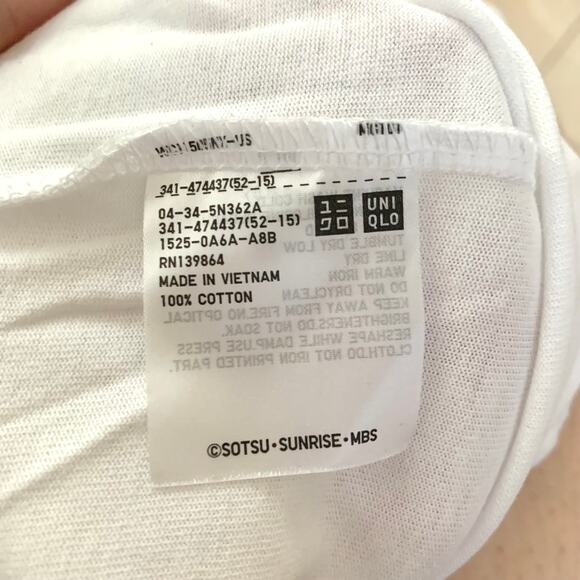 341-474437(52-15)
04-34-5N362A
341-474437(52-15)
1525-0A6A-A8B
RN139864
MADE IN VIETNAM
100% COTTON
ユニクロ
UNIQLO
TUMBLE DRY LOW
LINE DRY
WARM IRON
DO NOT DRYCLEAN
KEEP AWAY FROM FIRE.NO OPTICAL
BRIGHTENERS.DO NOT SOAK.
RESHAPE WHILE DAMP.USE PRESS
CLOTH.DO NOT IRON PRINTED PART.
©SOTSU・SUNRISE・MBS